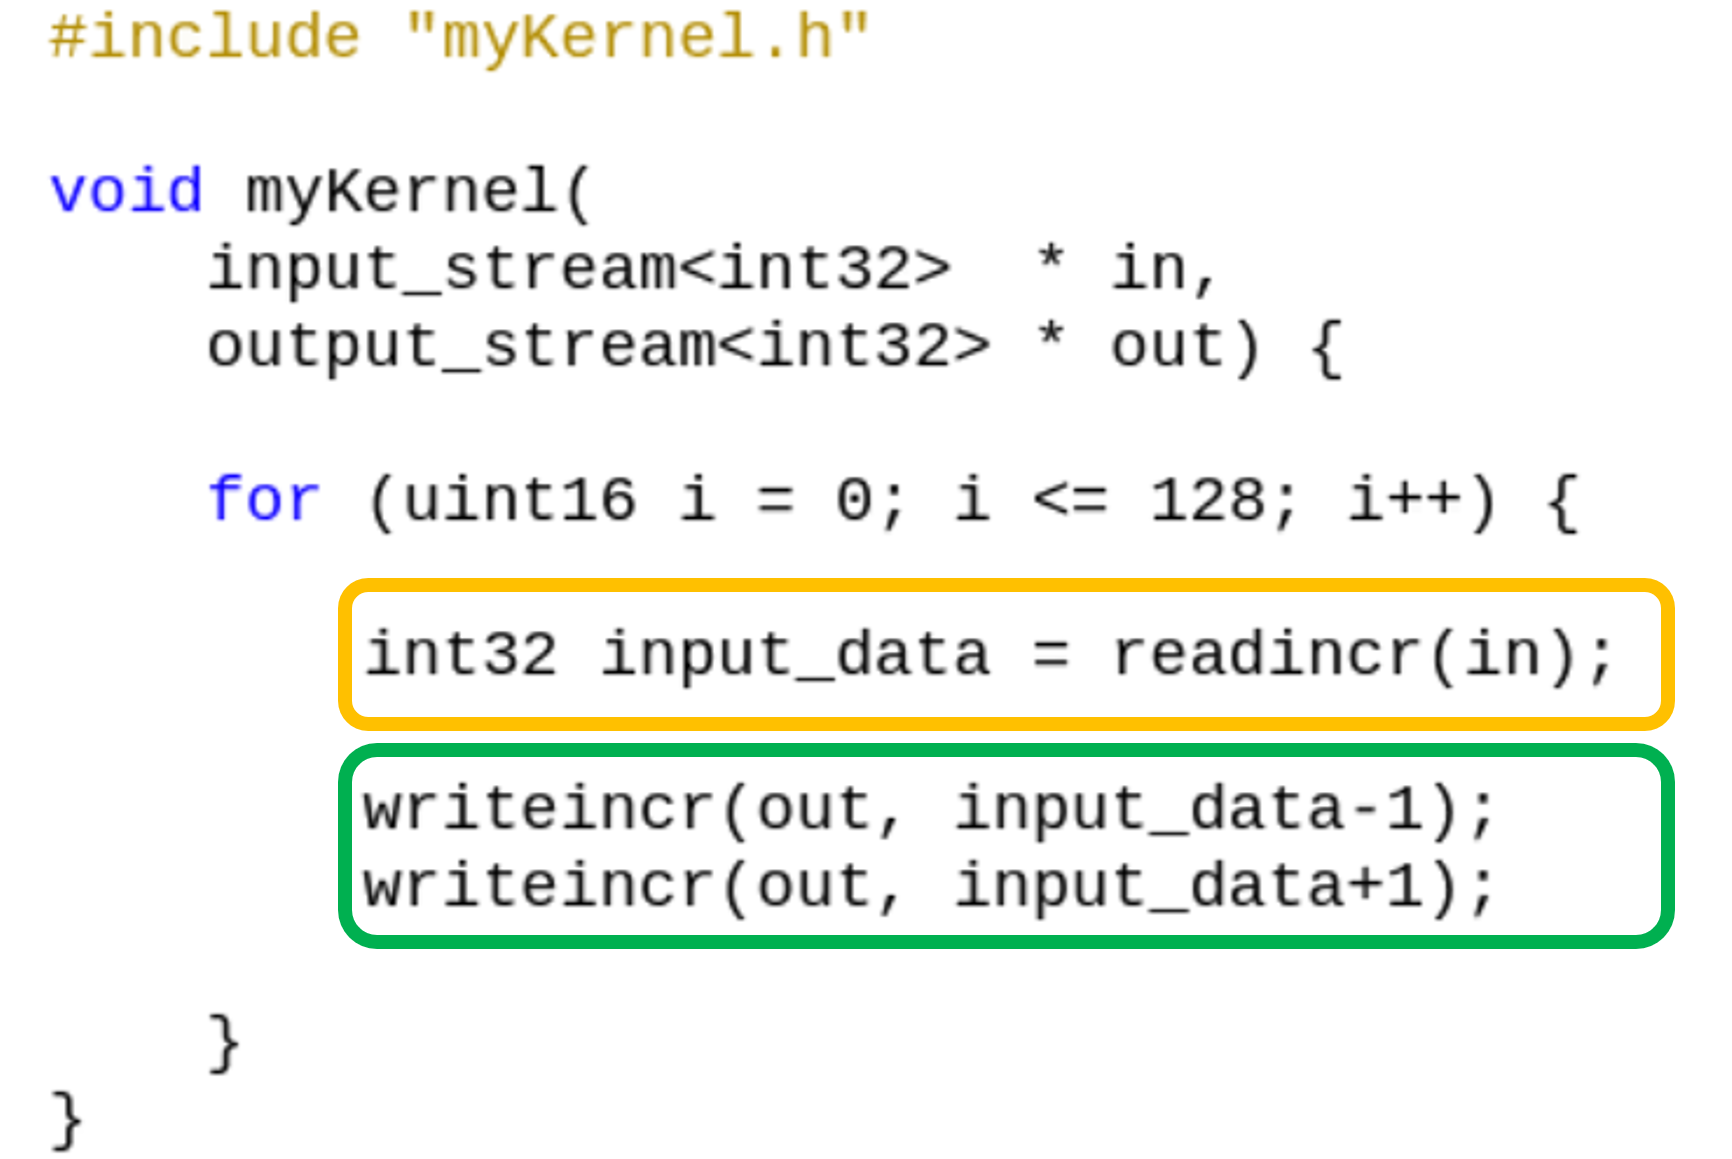 #include "myKernel.h"
void myKernel(
input_stream<int32>  * in,
output_stream<int32> * out) {
for (uint16 i = 0; i <= 128; i++) {
int32 input_data = readincr(in);
writeincr(out, input_data-1);
writeincr(out, input_data+1);
}
}